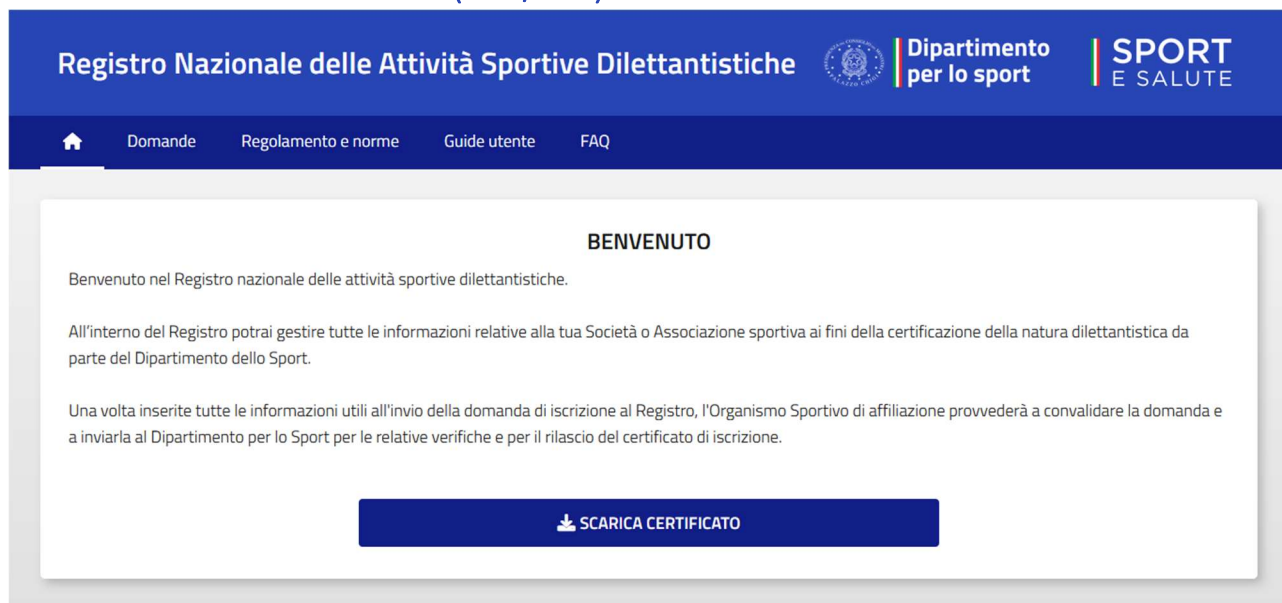 Registro Nazionale delle Attività Sportive Dilettantistiche
Dipartimento
per lo sport
SPORT
E SALUTE
Domande
Regolamento e norme
Guide utente
FAQ
BENVENUTO
Benvenuto nel Registro nazionale delle attività sportive dilettantistiche.
All'interno del Registro potrai gestire tutte le informazioni relative alla tua Società o Associazione sportiva ai fini della certificazione della natura dilettantistica da
parte del Dipartimento dello Sport.
Una volta inserite tutte le informazioni utili all'invio della domanda di iscrizione al Registro, l'Organismo Sportivo di affiliazione provvederà a convalidare la domanda e
a inviarla al Dipartimento per lo Sport per le relative verifiche e per il rilascio del certificato di iscrizione.
SCARICA CERTIFICATO